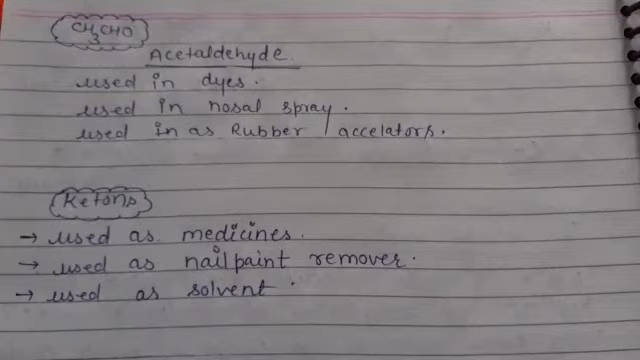 CH3CHO
Acetaldehyde
used in dyes.
used in nosal spray.
used in as Rubber accelators.
Ketons
→ used as medicines.
→ used as nailpaint remover.
→ used as solvent.